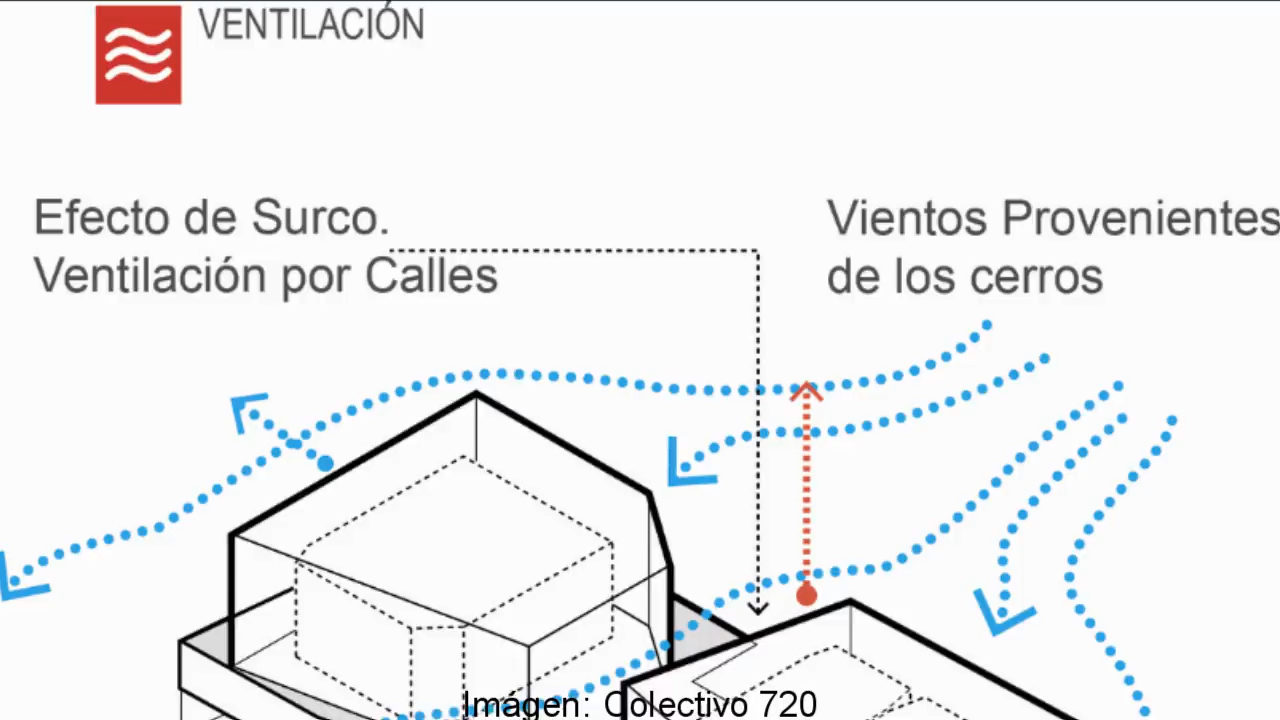 VENTILACIÓN
Efecto de Surco.
Ventilación por Calles
Vientos Provenientes
de los cerros
Imágen: Colectivo 720